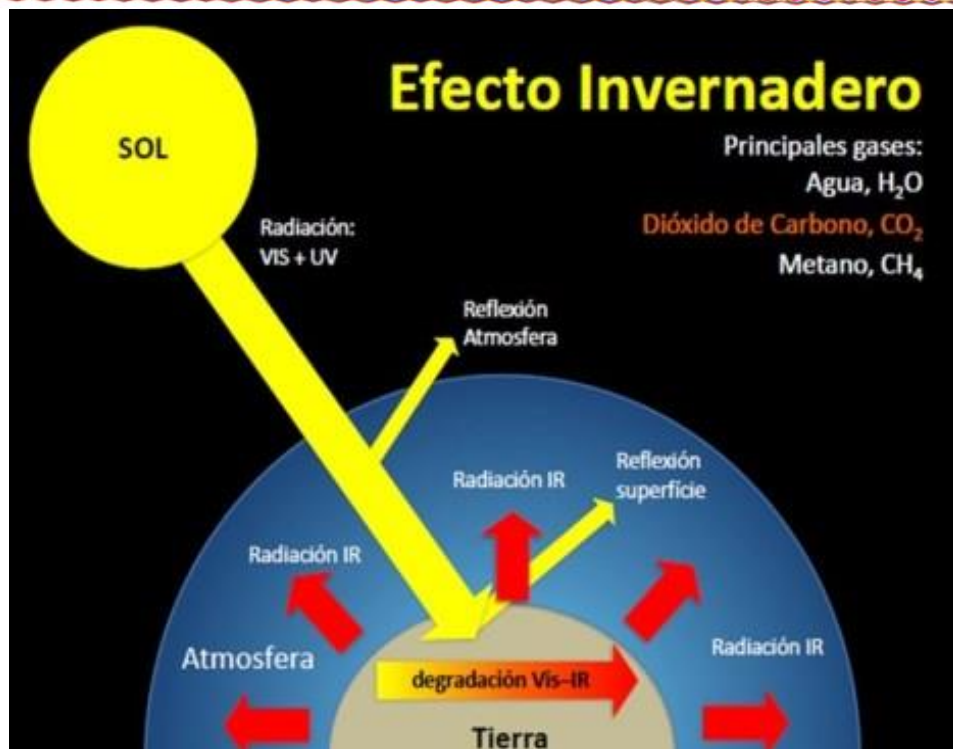 Efecto Invernadero
Principales gases:
Agua, H₂O
Dióxido de Carbono, CO₂
Metano, CH₄
SOL
Radiación:
VIS + UV
Reflexión
Atmosfera
Radiación IR
Reflexión
superfície
Radiación IR
Atmosfera
Radiación IR
degradación Vis–IR
Tierra